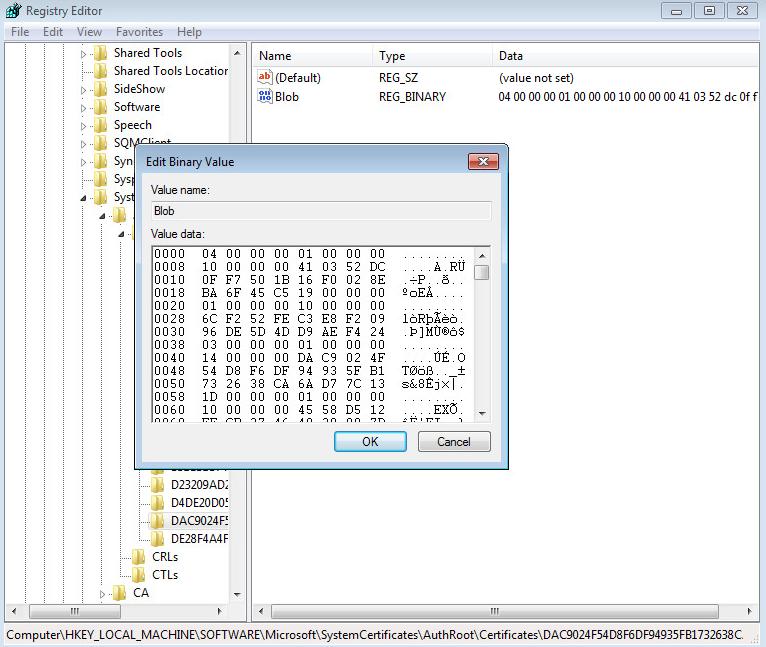 Registry Editor
File Edit View Favorites Help
Shared Tools
Shared Tools Location
SideShow
Software
Speech
SQMClient
Syn
Sysp
Syst
D23209AD2
D4DE20D05
DAC9024F5
DE28F4A4F
CRLs
CTLs
CA
Name Type Data
(Default) REG_SZ (value not set)
Blob REG_BINARY 04 00 00 00 01 00 00 00 10 00 00 00 41 03 52 dc 0f f
Edit Binary Value
Value name:
Blob
Value data:
0000 04 00 00 00 01 00 00 00 ........
0008 10 00 00 00 41 03 52 DC ....A.RÜ
0010 0F F7 50 1B 16 F0 02 8E .÷P..ð..
0018 BA 6F 45 C5 19 00 00 00 ºoEÅ....
0020 01 00 00 00 10 00 00 00 ........
0028 6C F2 52 FE C3 E8 F2 09 lòRþÃèò.
0030 96 DE 5D 4D D9 AE F4 24 .Þ]MÙ®ô$
0038 03 00 00 00 01 00 00 00 ........
0040 14 00 00 00 DA C9 02 4F ....ÚÉ.O
0048 54 D8 F6 DF 94 93 5F B1 TØöß.._±
0050 73 26 38 CA 6A D7 7C 13 s&8Êj×|.
0058 1D 00 00 00 01 00 00 00 ........
0060 10 00 00 00 45 58 D5 12 ....EXÕ.
OK Cancel
Computer\HKEY_LOCAL_MACHINE\SOFTWARE\Microsoft\SystemCertificates\AuthRoot\Certificates\DAC9024F54D8F6DF94935FB1732638C